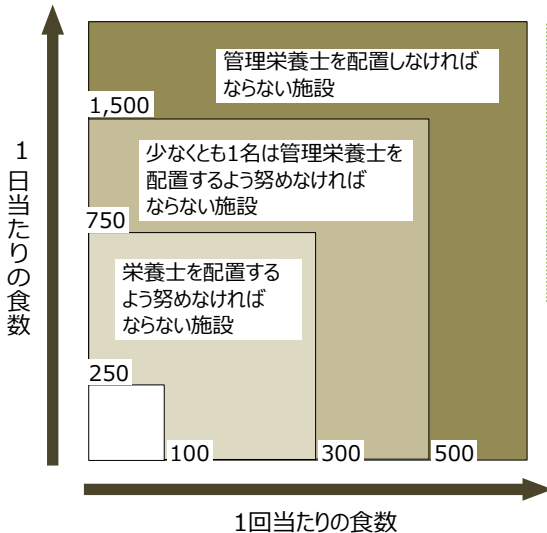 管理栄養士を配置しなければ
ならない施設
1,500
少なくとも1名は管理栄養士を
配置するよう努めなければ
ならない施設
750
栄養士を配置する
よう努めなければ
ならない施設
250
100
300
500
1日当たりの食数
1回当たりの食数